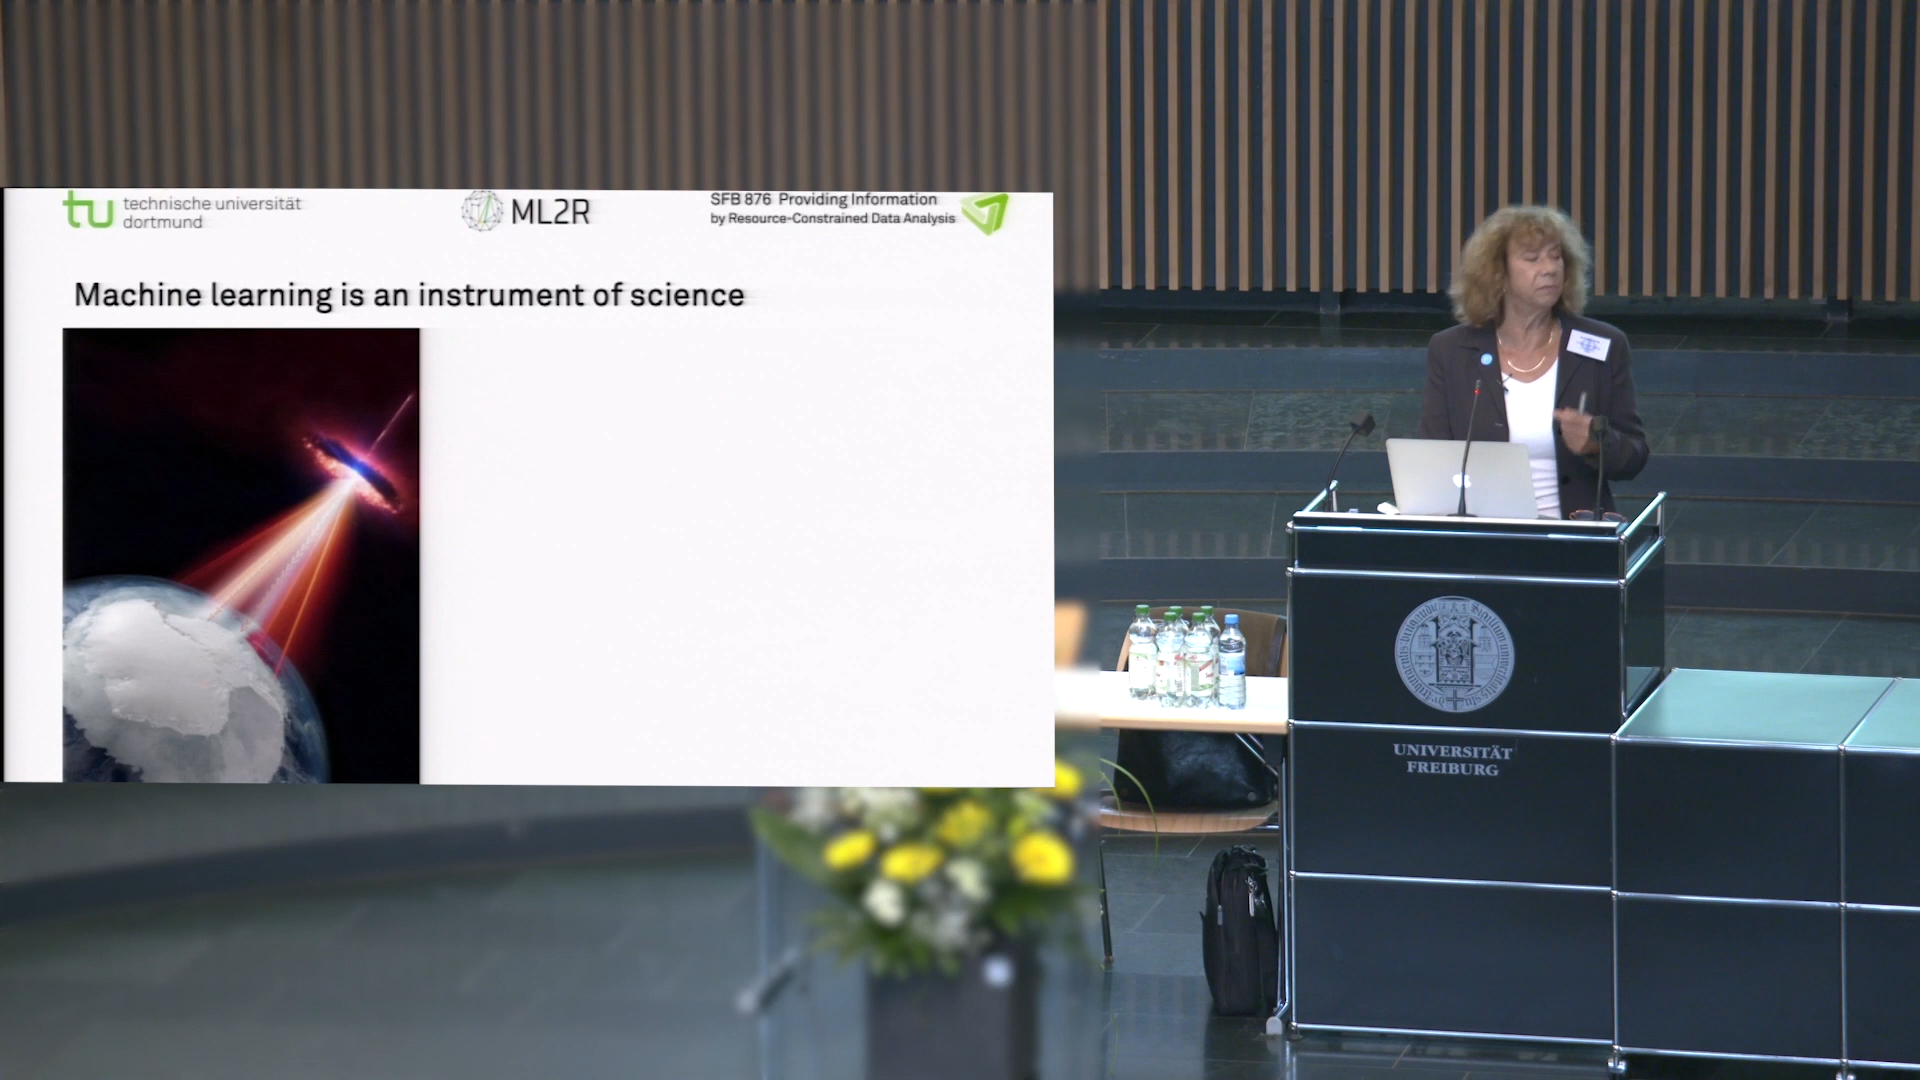 technische universität
dortmund
ML2R
SFB 876 Providing Information
by Resource-Constrained Data Analysis
Machine learning is an instrument of science
UNIVERSITÄT
FREIBURG